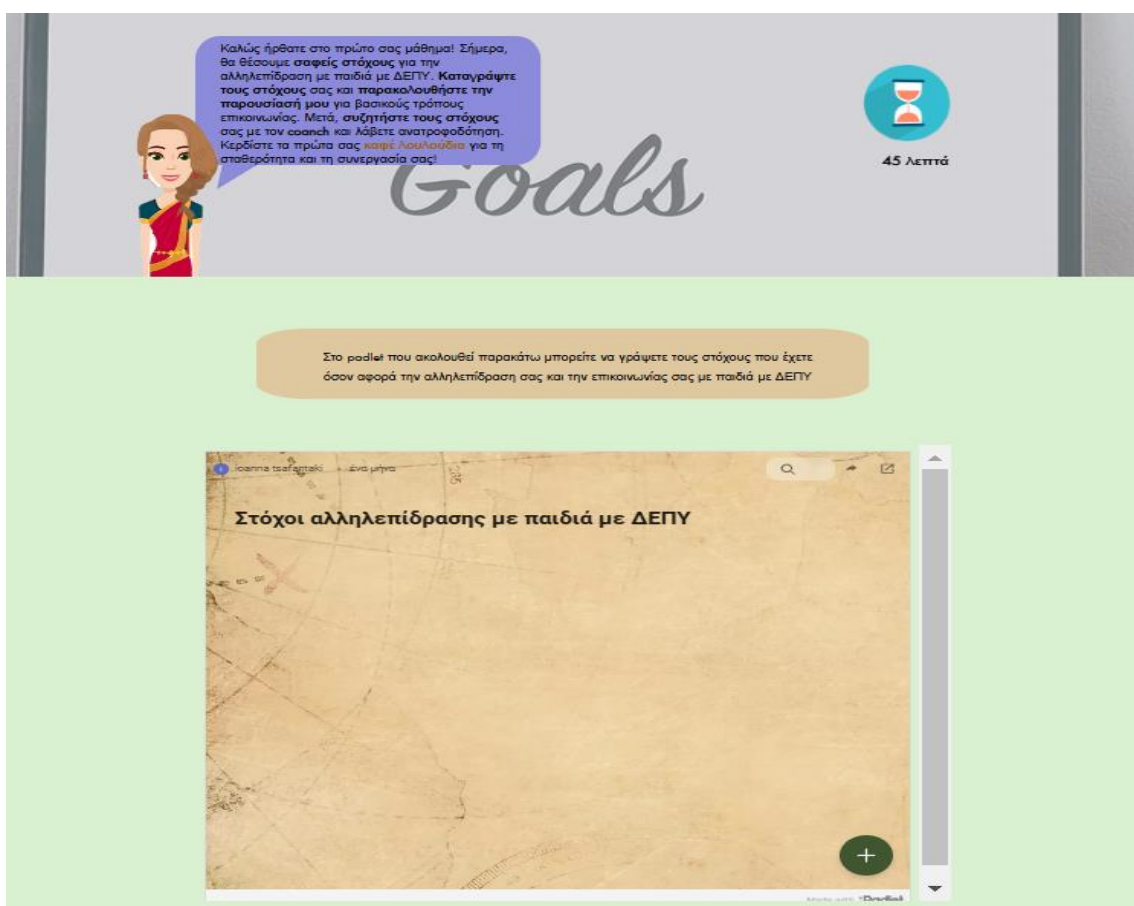 Καλώς ήρθατε στο πρώτο σας μάθημα! Σήμερα,
θα θέσουμε σαφείς στόχους για την
αλληλεπίδραση με παιδιά με ΔΕΠΥ. Καταγράψτε
τους στόχους σας και παρακολουθήστε την
παρουσίασή μου για βασικούς τρόπους
επικοινωνίας. Μετά, συζητήστε τους στόχους
σας με τον coanch και λάβετε ανατροφοδότηση.
Κερδίστε τα πρώτα σας καφέ λουλούδια για τη
σταθερότητα και τη συνεργασία σας!
Goals
45 λεπτά
Στο padlet που ακολουθεί παρακάτω μπορείτε να γράψετε τους στόχους που έχετε
όσον αφορά την αλληλεπίδραση σας και την επικοινωνίας σας με παιδιά με ΔΕΠΥ
ioanna tsafantaki ένα μήνα
285
Στόχοι αλληλεπίδρασης με παιδιά με ΔΕΠΥ
Made with Padlet